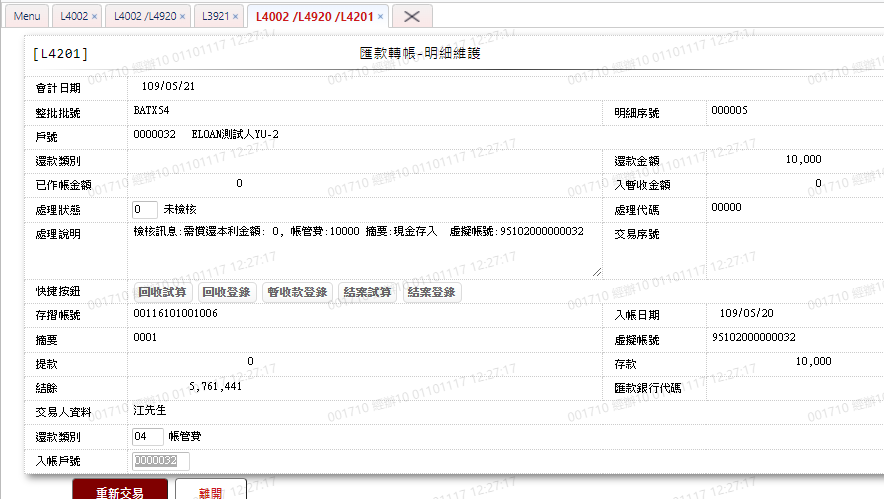 Menu L4002 × L4002 /L4920 × L3921 × L4002 /L4920 /L4201 ×
[L4201] 匯款轉帳-明細維護
會計日期 109/05/21
整批批號 BATX54 明細序號 000005
戶號 0000032 ELOAN測試人YU-2
還款類別 還款金額 10,000
已作帳金額 0 入暫收金額 0
處理狀態 0 未檢核 處理代碼 00000
處理說明 檢核訊息:需償還本利金額: 0, 帳管費:10000 摘要:現金存入 虛擬帳號:95102000000032 交易序號
快捷按鈕 回收試算 回收登錄 暫收款登錄 結案試算 結案登錄
存摺帳號 00116101001006 入帳日期 109/05/20
摘要 0001 虛擬帳號 95102000000032
提款 0 存款 10,000
結餘 5,761,441 匯款銀行代碼
交易人資料 江先生
還款類別 04 帳管費
入帳戶號 0000032
重新交易 離開
001710 經辦10 01101117 12:27:17